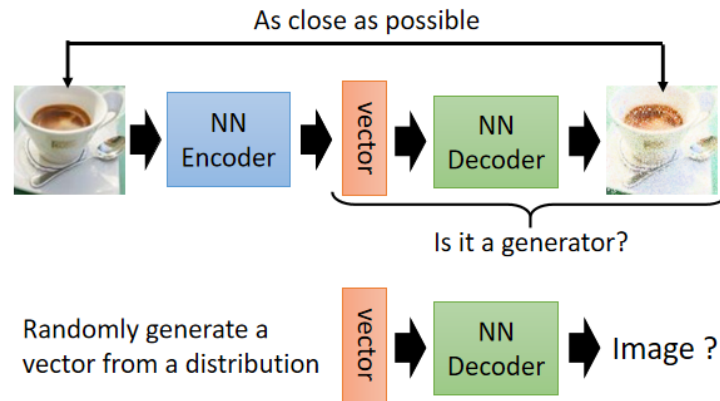 As close as possible
NN
Encoder
vector
NN
Decoder
Is it a generator?
Randomly generate a
vector from a distribution
vector
NN
Decoder
Image ?